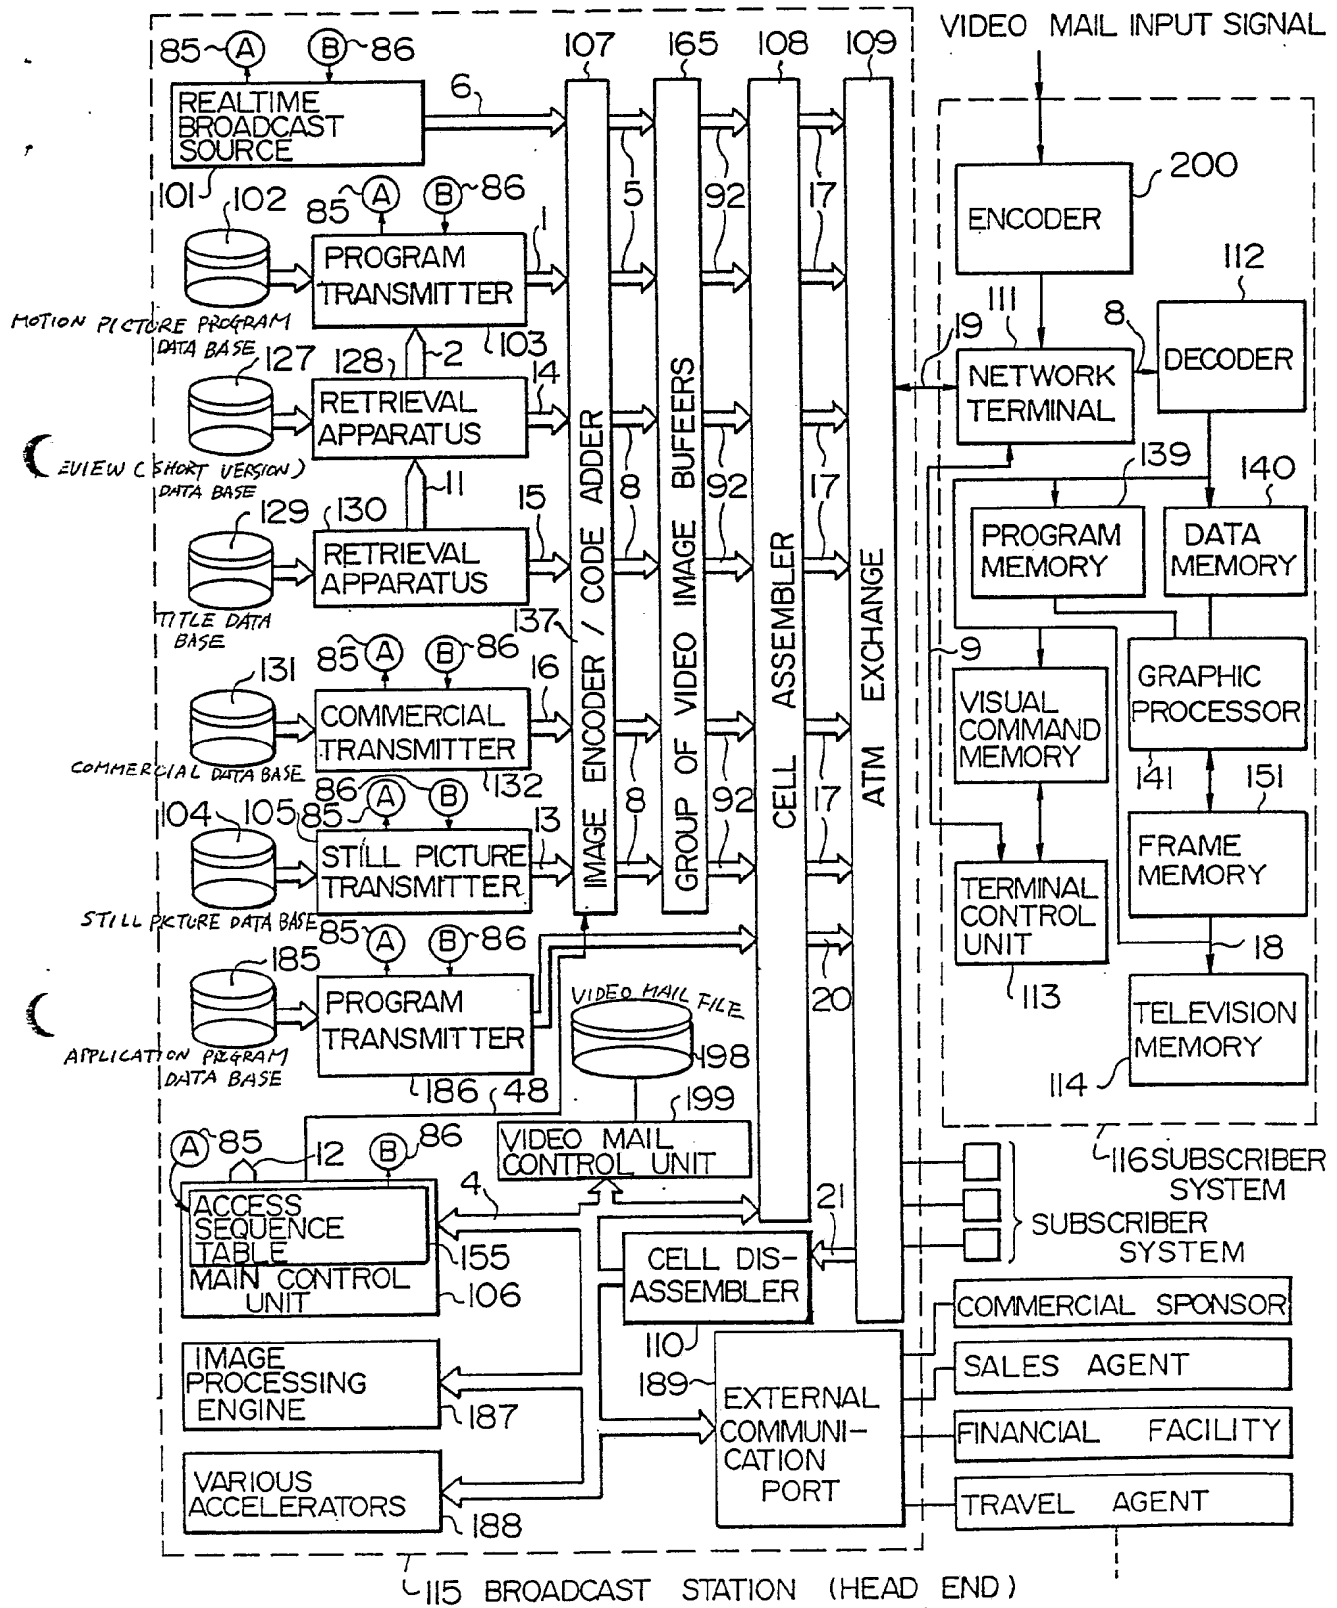 VIDEO MAIL INPUT SIGNAL
85 A B 86
107
165
108
109
REALTIME
BROADCAST
SOURCE
6
101
5
92
17
200
ENCODER
102
85 A B 86
1
PROGRAM
TRANSMITTER
MOTION PICTURE PROGRAM
DATA BASE
103
2
127
128
14
RETRIEVAL
APPARATUS
8
92
17
EVIEW (SHORT VERSION)
DATA BASE
11
129
130
15
RETRIEVAL
APPARATUS
8
92
17
TITLE DATA
BASE
137
131
85 A B 86
16
COMMERCIAL
TRANSMITTER
132
COMMERCIAL DATA BASE
8
92
17
104
105
86
85 A B
13
STILL PICTURE
TRANSMITTER
STILL PICTURE DATA BASE
185
85 A B 86
PROGRAM
TRANSMITTER
186
APPLICATION PROGRAM
DATA BASE
IMAGE ENCODER / CODE ADDER
GROUP OF VIDEO IMAGE BUFEERS
CELL ASSEMBLER
ATM EXCHANGE
20
VIDEO MAIL FILE
198
199
VIDEO MAIL
CONTROL UNIT
48
A 85
12
B 86
4
ACCESS
SEQUENCE
TABLE
155
MAIN CONTROL
UNIT
106
21
CELL DIS-
ASSEMBLER
110
IMAGE
PROCESSING
ENGINE
187
VARIOUS
ACCELERATORS
188
189
EXTERNAL
COMMUNI-
CATION
PORT
115 BROADCAST STATION (HEAD END)
19
111
NETWORK
TERMINAL
8
112
DECODER
139
PROGRAM
MEMORY
140
DATA
MEMORY
9
VISUAL
COMMAND
MEMORY
GRAPHIC
PROCESSOR
141
151
FRAME
MEMORY
TERMINAL
CONTROL
UNIT
113
18
TELEVISION
MEMORY
114
116 SUBSCRIBER
SYSTEM
SUBSCRIBER
SYSTEM
COMMERCIAL SPONSOR
SALES AGENT
FINANCIAL FACILITY
TRAVEL AGENT